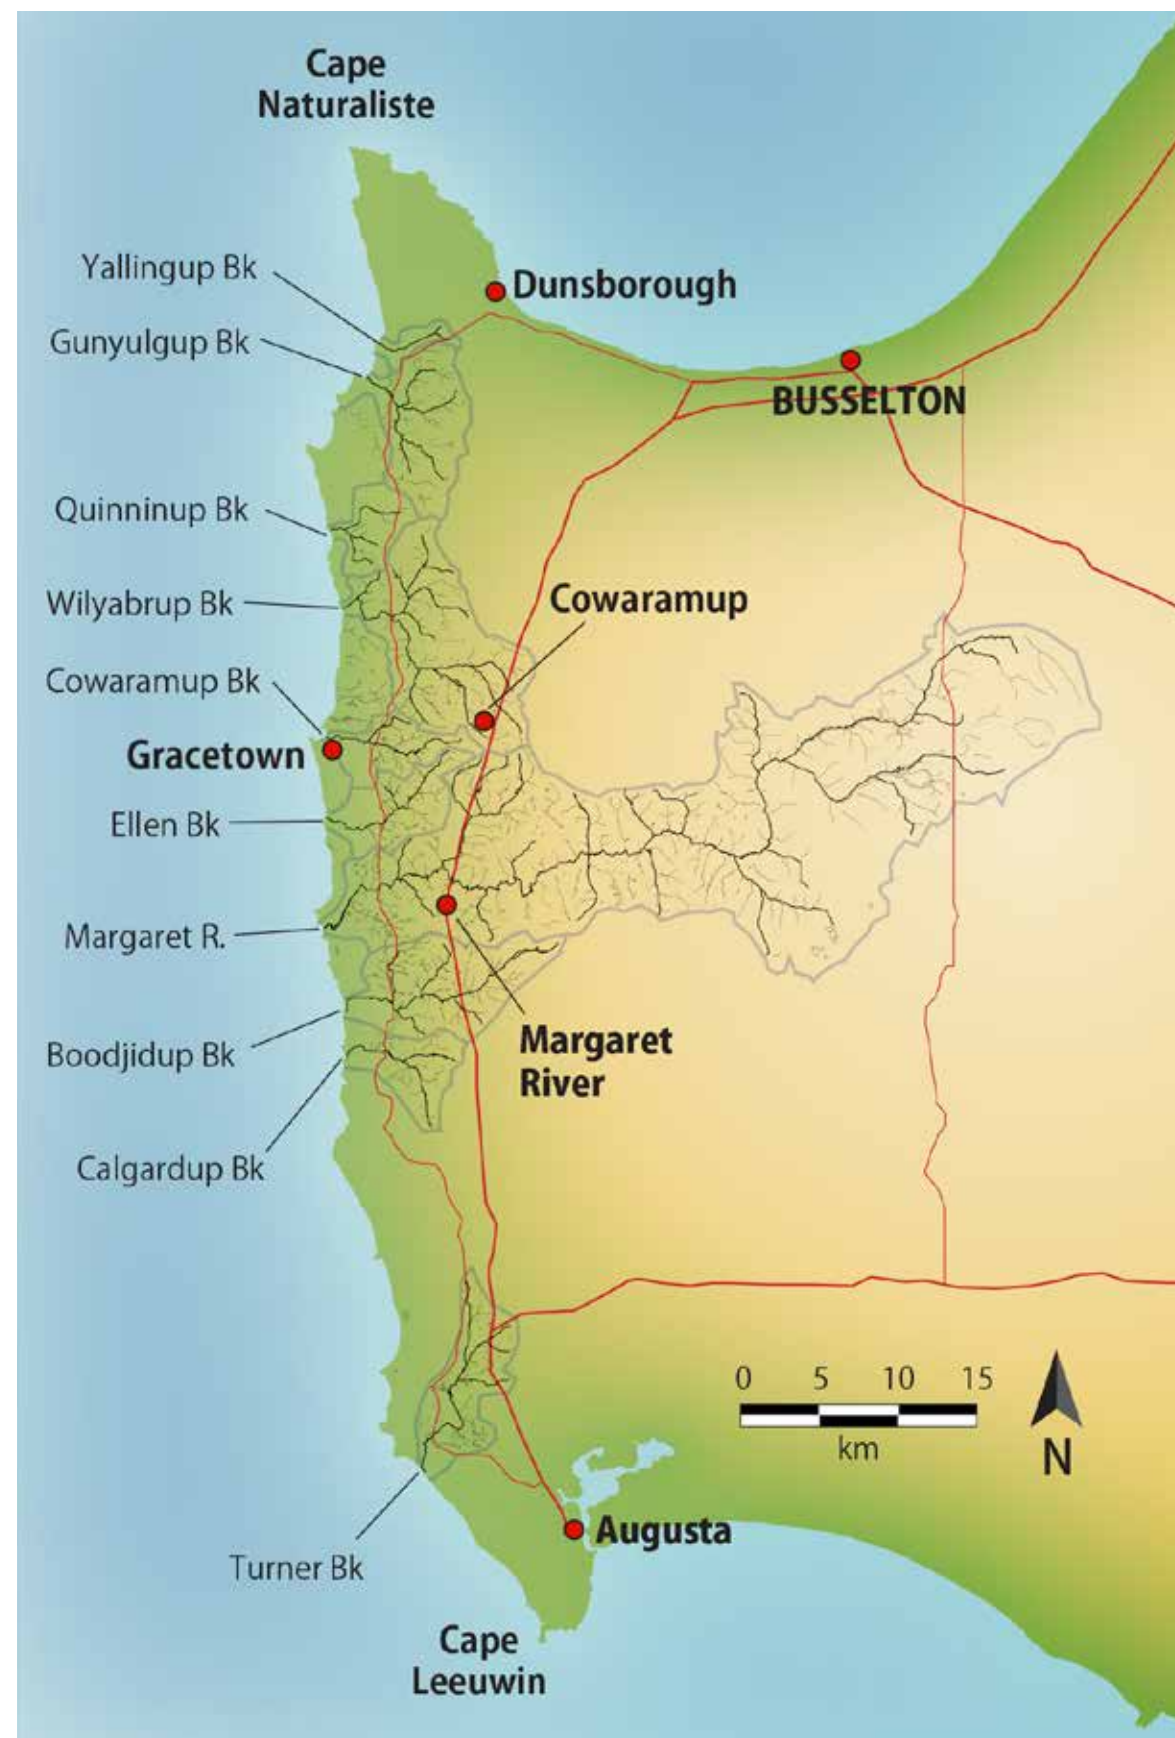 Cape
Naturaliste
Yallingup Bk
Dunsborough
Gunyulgup Bk
BUSSELTON
Quinninup Bk
Cowaramup
Wilyabrup Bk
Cowaramup Bk
Gracetown
Ellen Bk
Margaret R.
Margaret
River
Boodjidup Bk
Calgardup Bk
0 5 10 15
km
N
Augusta
Turner Bk
Cape
Leeuwin